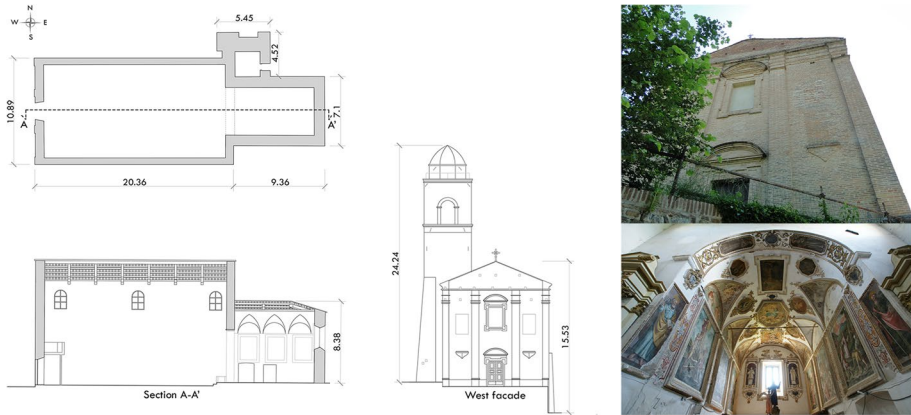 N
W E
S
5.45
4.52
10.89
A
A'
7.1
20.36
9.36
24.24
15.53
8.38
Section A-A'
West facade